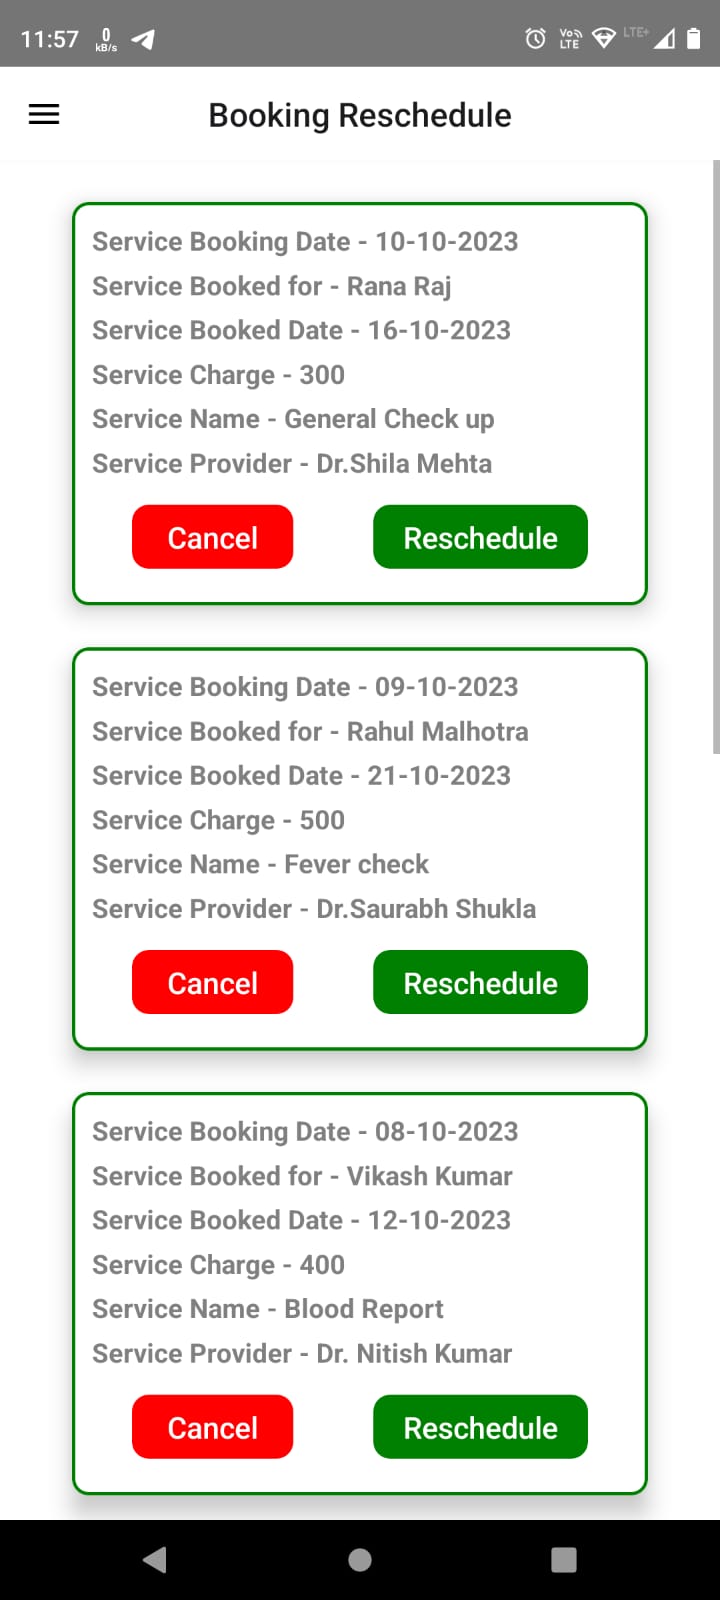 11:57 0 kB/s Vo)) LTE LTE+
Booking Reschedule
Service Booking Date - 10-10-2023
Service Booked for - Rana Raj
Service Booked Date - 16-10-2023
Service Charge - 300
Service Name - General Check up
Service Provider - Dr.Shila Mehta
Cancel Reschedule
Service Booking Date - 09-10-2023
Service Booked for - Rahul Malhotra
Service Booked Date - 21-10-2023
Service Charge - 500
Service Name - Fever check
Service Provider - Dr.Saurabh Shukla
Cancel Reschedule
Service Booking Date - 08-10-2023
Service Booked for - Vikash Kumar
Service Booked Date - 12-10-2023
Service Charge - 400
Service Name - Blood Report
Service Provider - Dr. Nitish Kumar
Cancel Reschedule